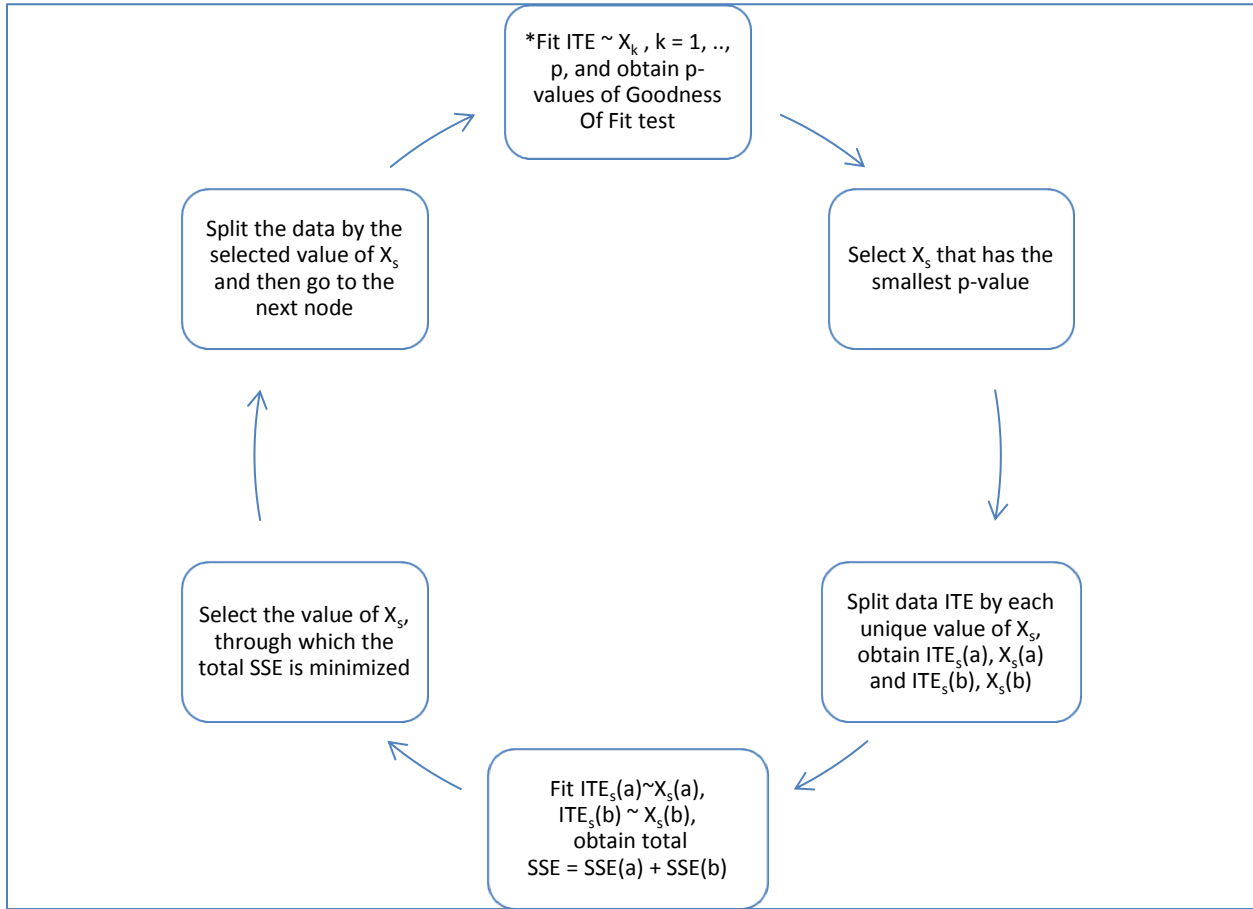 *Fit ITE ~ Xₖ , k = 1, ..,
p, and obtain p-
values of Goodness
Of Fit test
Select Xₛ that has the
smallest p-value
Split data ITE by each
unique value of Xₛ,
obtain ITEₛ(a), Xₛ(a)
and ITEₛ(b), Xₛ(b)
Fit ITEₛ(a)~Xₛ(a),
ITEₛ(b) ~ Xₛ(b),
obtain total
SSE = SSE(a) + SSE(b)
Select the value of Xₛ,
through which the
total SSE is minimized
Split the data by the
selected value of Xₛ
and then go to the
next node